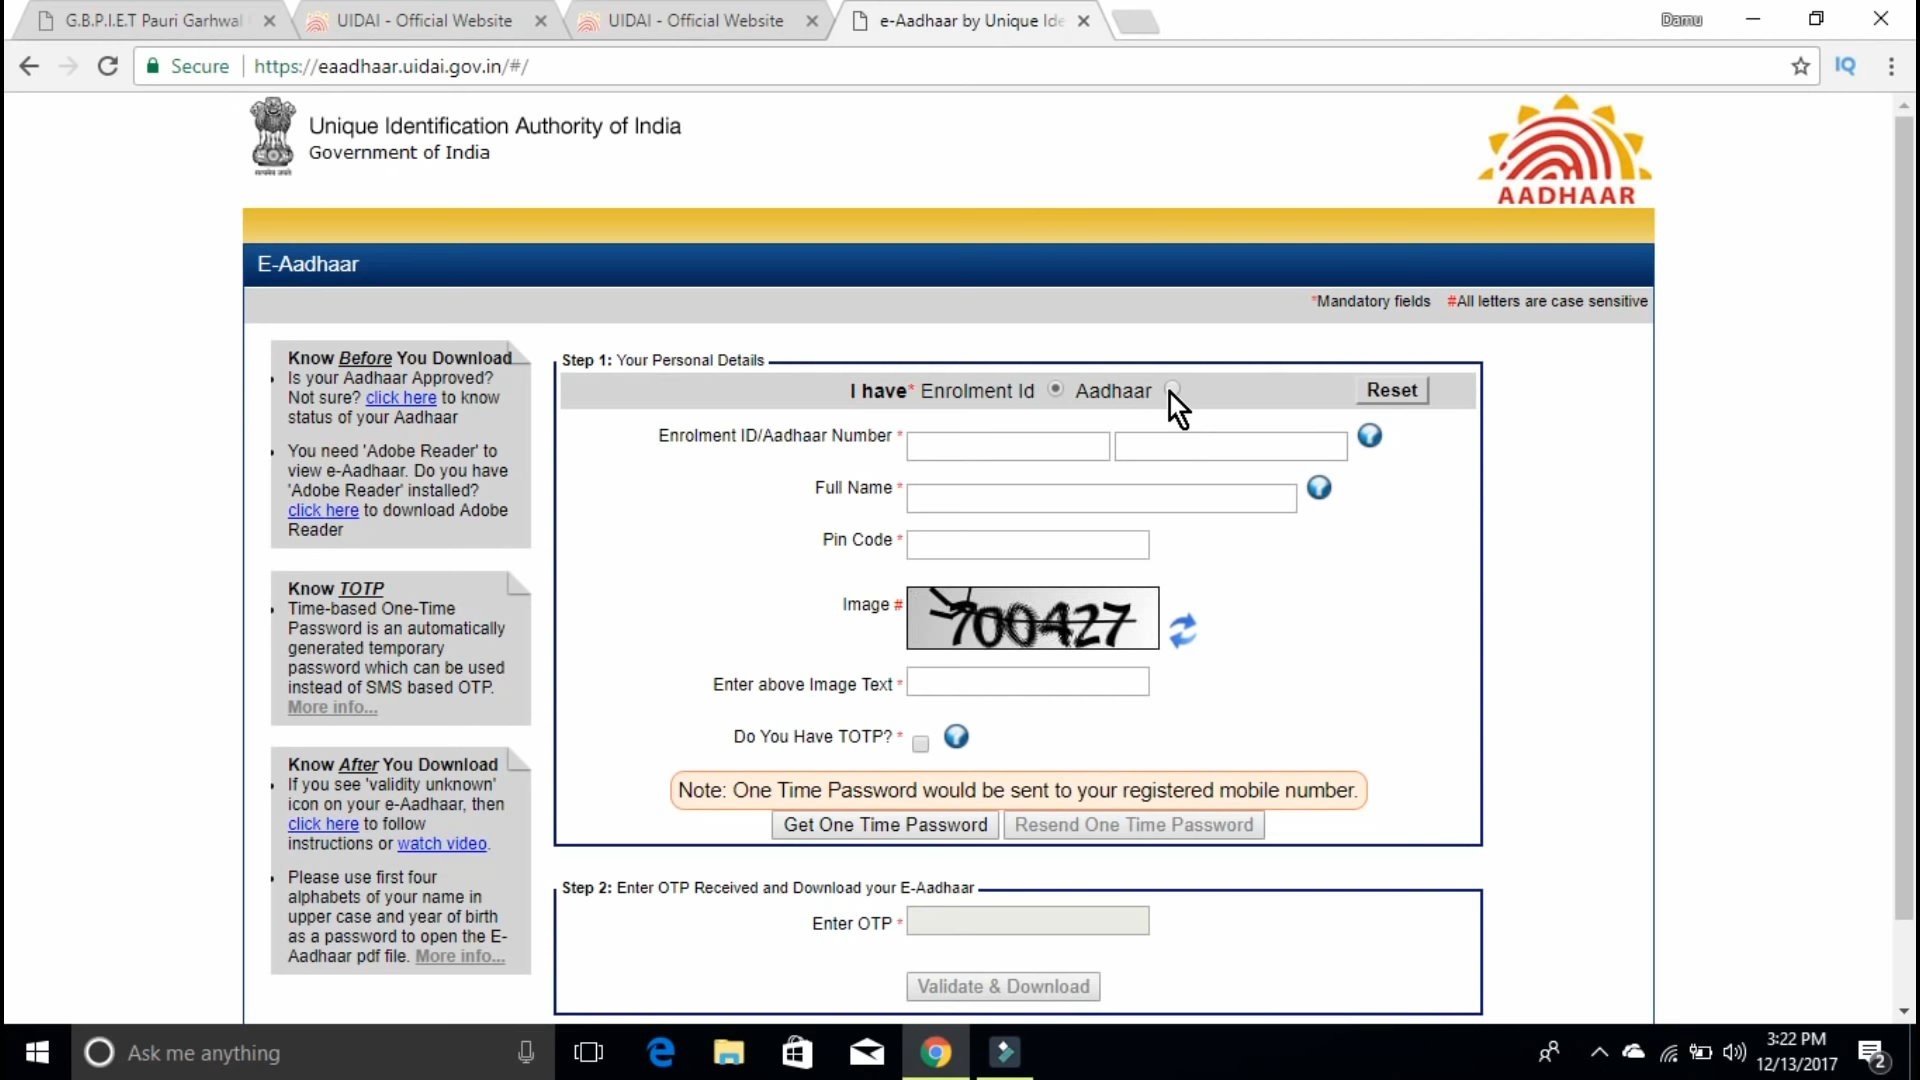 G.B.P.I.E.T Pauri Garhwal
UIDAI - Official Website
UIDAI - Official Website
e-Aadhaar by Unique Ide
Damu
Secure
https://eaadhaar.uidai.gov.in/#/
IQ
Unique Identification Authority of India
Government of India
सत्यमेव जयते
AADHAAR
E-Aadhaar
*Mandatory fields #All letters are case sensitive
Know Before You Download
Is your Aadhaar Approved?
Not sure? click here to know
status of your Aadhaar
You need 'Adobe Reader' to
view e-Aadhaar. Do you have
'Adobe Reader' installed?
click here to download Adobe
Reader
Know TOTP
Time-based One-Time
Password is an automatically
generated temporary
password which can be used
instead of SMS based OTP.
More info...
Know After You Download
If you see 'validity unknown'
icon on your e-Aadhaar, then
click here to follow
instructions or watch video.
Please use first four
alphabets of your name in
upper case and year of birth
as a password to open the E-
Aadhaar pdf file. More info...
Step 1: Your Personal Details
I have* Enrolment Id Aadhaar
Reset
Enrolment ID/Aadhaar Number *
Full Name *
Pin Code *
Image #
700427
Enter above Image Text *
Do You Have TOTP? *
Note: One Time Password would be sent to your registered mobile number.
Get One Time Password
Resend One Time Password
Step 2: Enter OTP Received and Download your E-Aadhaar
Enter OTP *
Validate & Download
Ask me anything
3:22 PM
12/13/2017
2